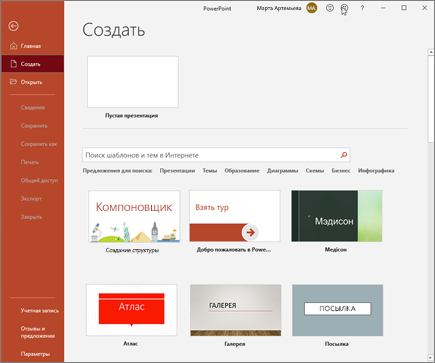 PowerPoint
Марта Артемьева
МА
?
Создать
Главная
Создать
Открыть
Сведения
Сохранить
Сохранить как
Печать
Общий доступ
Экспорт
Закрыть
Учетная запись
Отзывы и
предложения
Параметры
Пустая презентация
Поиск шаблонов и тем в Интернете
Предложения для поиска: Презентации Темы Образование Диаграммы Схемы Бизнес Инфографика
Компоновщик
Создание структуры
Взять тур
Добро пожаловать в Powe...
Мэдисон
Медісон
Атлас
Атлас
ГАЛЕРЕЯ
Галерея
ПОСЫЛКА
Посылка